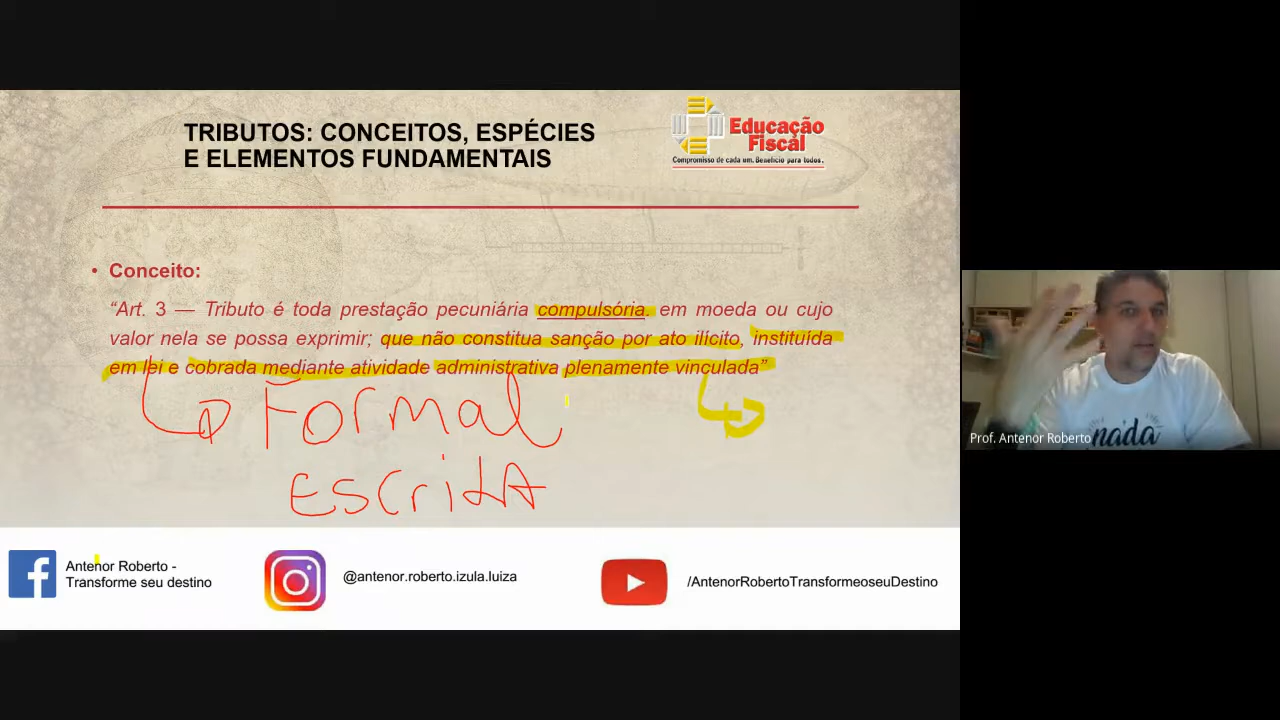 TRIBUTOS: CONCEITOS, ESPÉCIES
E ELEMENTOS FUNDAMENTAIS
Educação
Fiscal
Compromisso de cada um. Benefício para todos.
• Conceito:
“Art. 3 — Tributo é toda prestação pecuniária compulsória. em moeda ou cujo
valor nela se possa exprimir; que não constitua sanção por ato ilícito, instituída
em lei e cobrada mediante atividade administrativa plenamente vinculada”
Formal
Escrita
Prof. Antenor Roberto
nada
Antenor Roberto -
Transforme seu destino
@antenor.roberto.izula.luiza
/AntenorRobertoTransformeoseuDestino